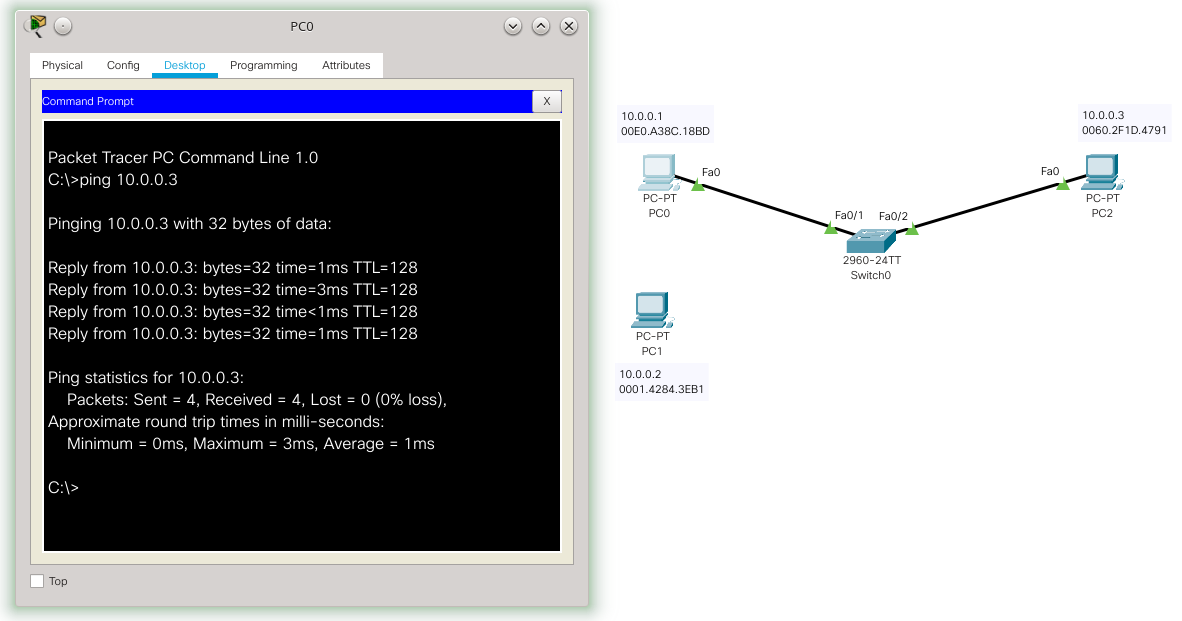 PC0
Physical Config Desktop Programming Attributes
Command Prompt X
Packet Tracer PC Command Line 1.0
C:\>ping 10.0.0.3
Pinging 10.0.0.3 with 32 bytes of data:
Reply from 10.0.0.3: bytes=32 time=1ms TTL=128
Reply from 10.0.0.3: bytes=32 time=3ms TTL=128
Reply from 10.0.0.3: bytes=32 time<1ms TTL=128
Reply from 10.0.0.3: bytes=32 time=1ms TTL=128
Ping statistics for 10.0.0.3:
Packets: Sent = 4, Received = 4, Lost = 0 (0% loss),
Approximate round trip times in milli-seconds:
Minimum = 0ms, Maximum = 3ms, Average = 1ms
C:\>
Top
10.0.0.1
00E0.A38C.18BD
Fa0
PC-PT
PC0
10.0.0.3
0060.2F1D.4791
Fa0
PC-PT
PC2
Fa0/1 Fa0/2
2960-24TT
Switch0
PC-PT
PC1
10.0.0.2
0001.4284.3EB1